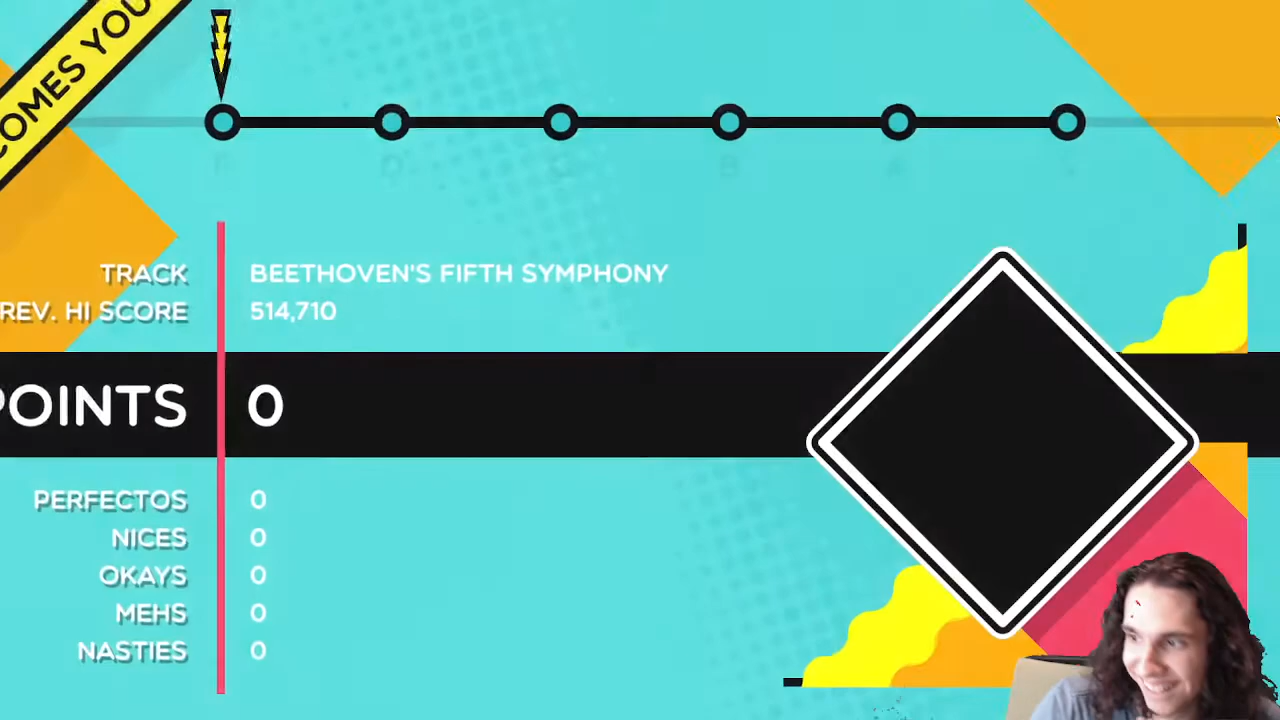 COMES YOU
F D C B A S
TRACK BEETHOVEN'S FIFTH SYMPHONY
REV. HI SCORE 514,710
POINTS 0
PERFECTOS 0
NICES 0
OKAYS 0
MEHS 0
NASTIES 0